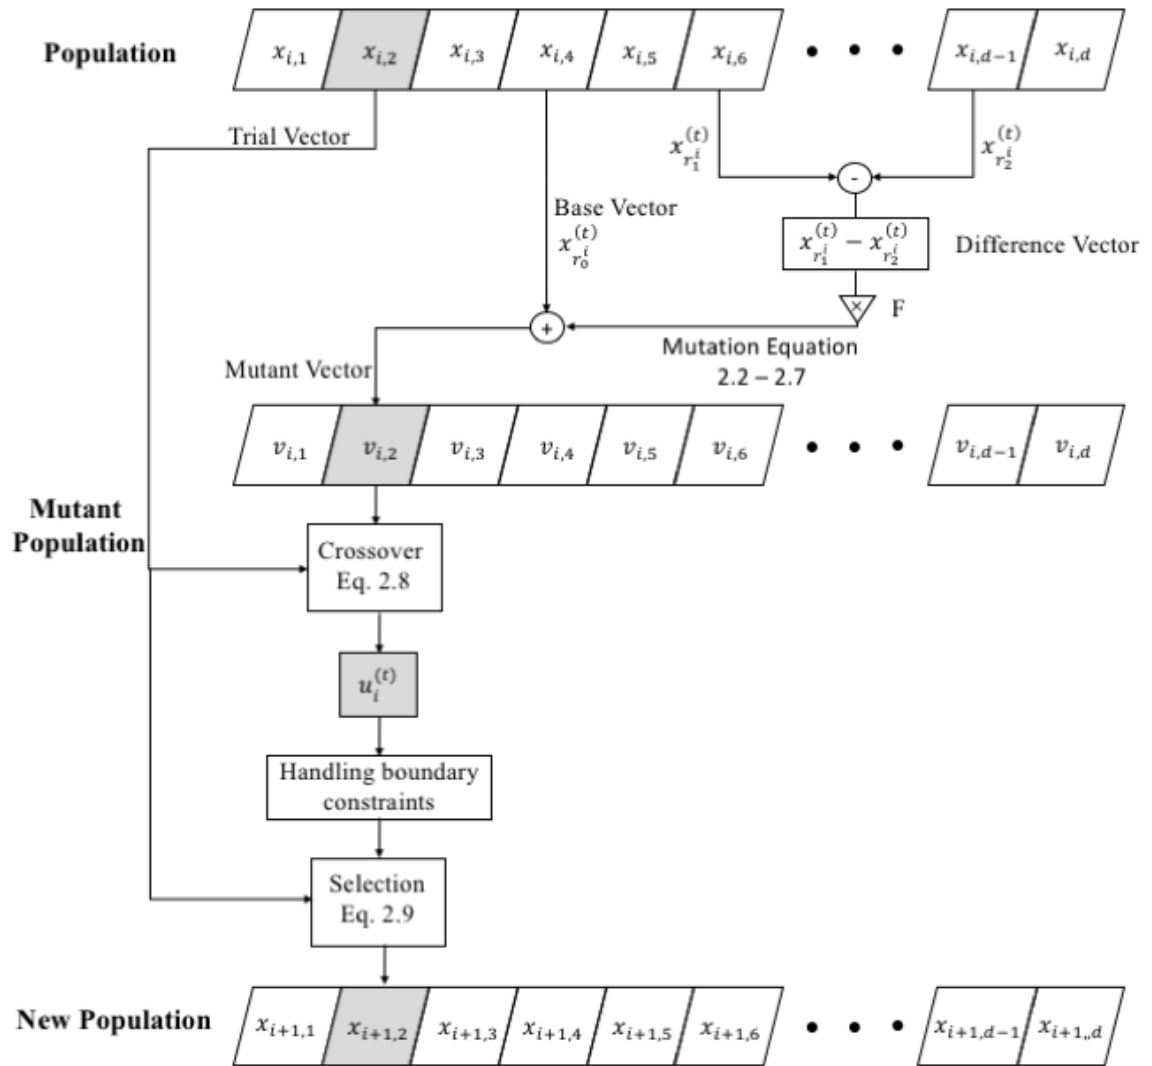 Population
x_{i,1} x_{i,2} x_{i,3} x_{i,4} x_{i,5} x_{i,6} • • • x_{i,d−1} x_{i,d}
Trial Vector
x_{r_1^i}^{(t)}
x_{r_2^i}^{(t)}
-
Base Vector
x_{r_0^i}^{(t)}
x_{r_1^i}^{(t)} − x_{r_2^i}^{(t)}
Difference Vector
× F
+
Mutation Equation
2.2 – 2.7
Mutant Vector
v_{i,1} v_{i,2} v_{i,3} v_{i,4} v_{i,5} v_{i,6} • • • v_{i,d−1} v_{i,d}
Mutant
Population
Crossover
Eq. 2.8
u_i^{(t)}
Handling boundary
constraints
Selection
Eq. 2.9
New Population
x_{i+1,1} x_{i+1,2} x_{i+1,3} x_{i+1,4} x_{i+1,5} x_{i+1,6} • • • x_{i+1,d−1} x_{i+1,,d}